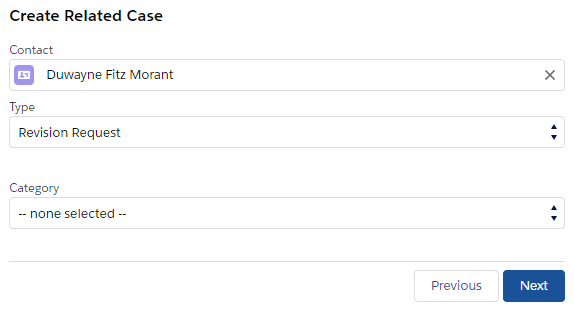 Create Related Case
Contact
Duwayne Fitz Morant
Type
Revision Request
Category
-- none selected --
Previous
Next